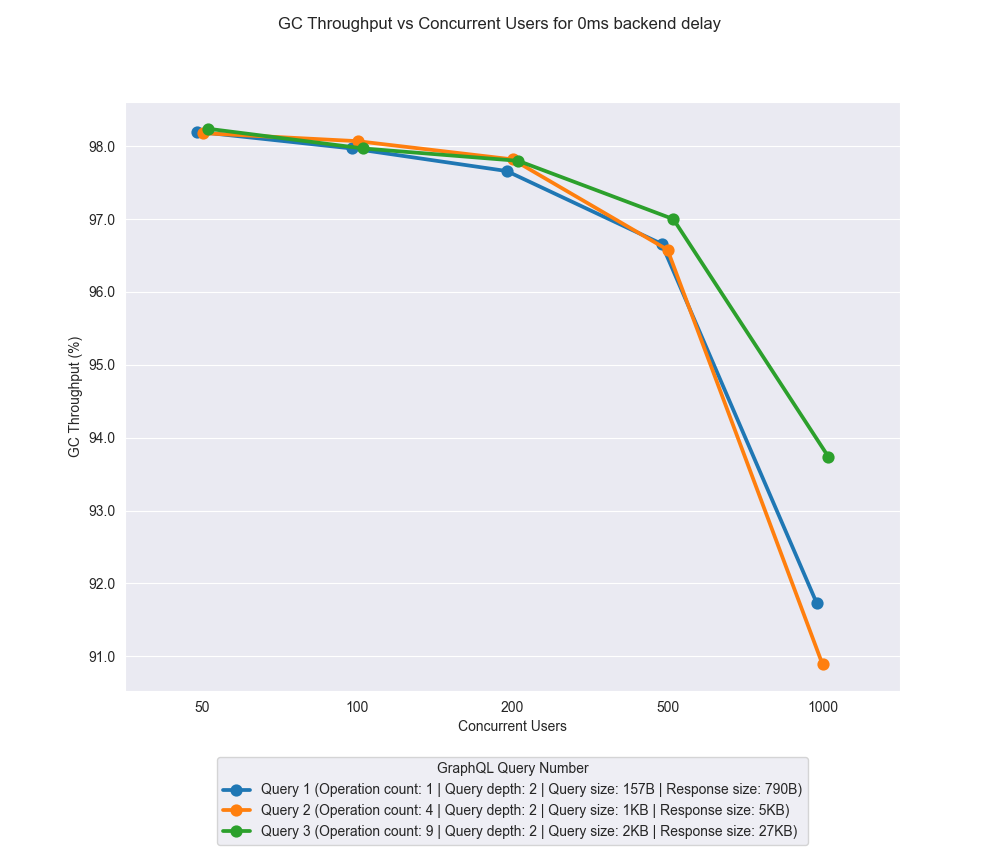 GC Throughput vs Concurrent Users for 0ms backend delay
98.0
97.0
96.0
95.0
94.0
93.0
92.0
91.0
GC Throughput (%)
50 100 200 500 1000
Concurrent Users
GraphQL Query Number
Query 1 (Operation count: 1 | Query depth: 2 | Query size: 157B | Response size: 790B)
Query 2 (Operation count: 4 | Query depth: 2 | Query size: 1KB | Response size: 5KB)
Query 3 (Operation count: 9 | Query depth: 2 | Query size: 2KB | Response size: 27KB)